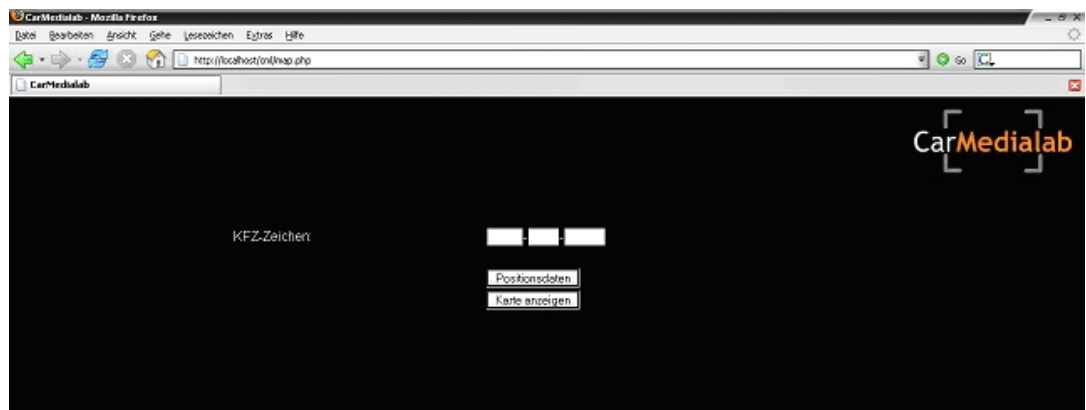 CarMedialab - Mozilla Firefox
Datei Bearbeiten Ansicht Gehe Lesezeichen Extras Hilfe
http://localhost/cml/map.php Go
CarMedialab
CarMedialab
KFZ-Zeichen:
- -
Positionsdaten
Karte anzeigen